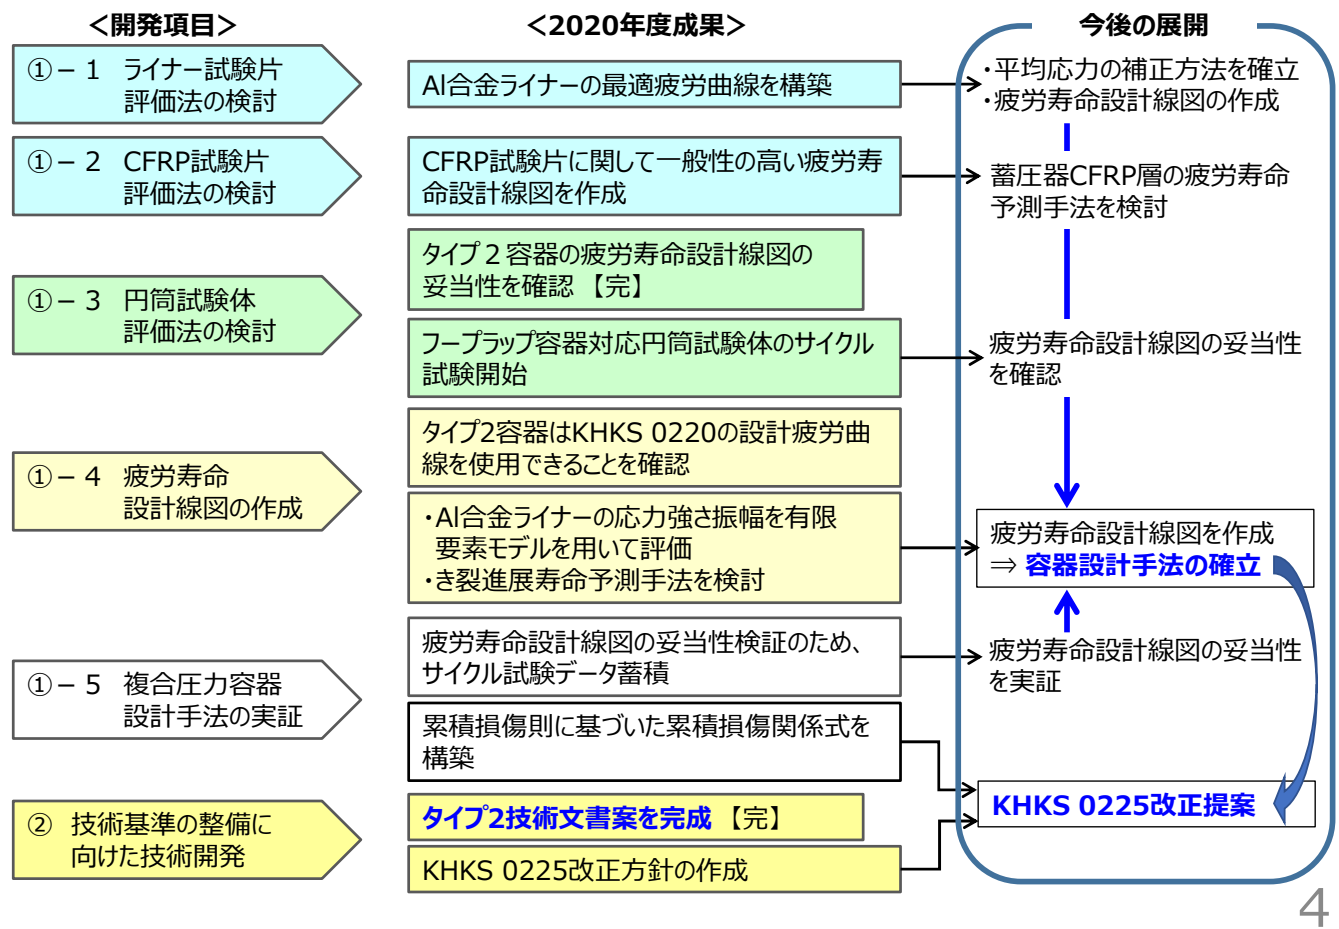 ＜開発項目＞
＜2020年度成果＞
今後の展開
①－１ ライナー試験片
評価法の検討
Al合金ライナーの最適疲労曲線を構築
・平均応力の補正方法を確立
・疲労寿命設計線図の作成
①－２ CFRP試験片
評価法の検討
CFRP試験片に関して一般性の高い疲労寿
命設計線図を作成
蓄圧器CFRP層の疲労寿命
予測手法を検討
①－３ 円筒試験体
評価法の検討
タイプ２容器の疲労寿命設計線図の
妥当性を確認 【完】
フープラップ容器対応円筒試験体のサイクル
試験開始
疲労寿命設計線図の妥当性
を確認
①－４ 疲労寿命
設計線図の作成
タイプ2容器はKHKS 0220の設計疲労曲
線を使用できることを確認
・Al合金ライナーの応力強さ振幅を有限
要素モデルを用いて評価
・き裂進展寿命予測手法を検討
疲労寿命設計線図を作成
⇒ 容器設計手法の確立
①－５ 複合圧力容器
設計手法の実証
疲労寿命設計線図の妥当性検証のため、
サイクル試験データ蓄積
疲労寿命設計線図の妥当性
を実証
累積損傷則に基づいた累積損傷関係式を
構築
② 技術基準の整備に
向けた技術開発
タイプ2技術文書案を完成 【完】
KHKS 0225改正方針の作成
KHKS 0225改正提案
4